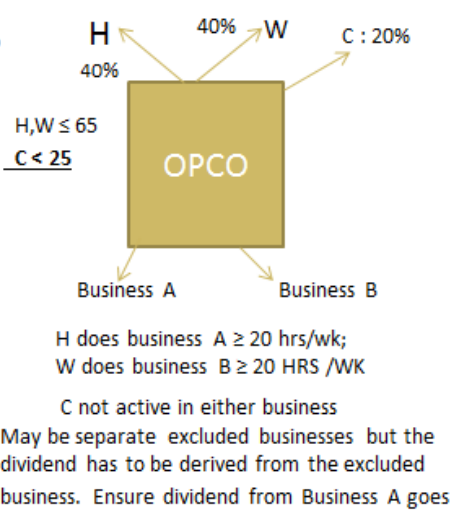 H
40%
W
C : 20%
40%
H,W ≤ 65
C < 25
OPCO
Business A
Business B
H does business A ≥ 20 hrs/wk;
W does business B ≥ 20 HRS /WK
C not active in either business
May be separate excluded businesses but the
dividend has to be derived from the excluded
business. Ensure dividend from Business A goes